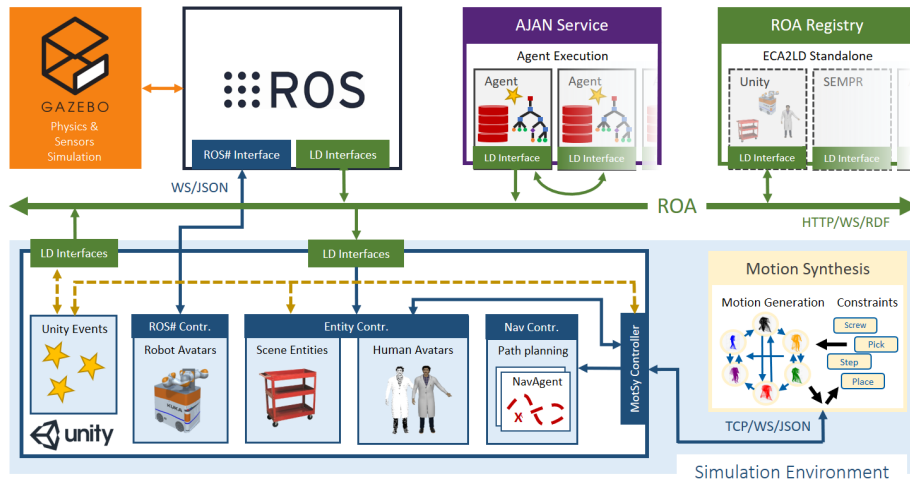 GAZEBO
Physics &
Sensors
Simulation
ROS
ROS# Interface
LD Interfaces
WS/JSON
AJAN Service
Agent Execution
Agent
LD Interface
Agent
LD Interface
ROA Registry
ECA2LD Standalone
Unity
LD Interface
SEMPR
LD Interface
ROA
HTTP/WS/RDF
LD Interfaces
LD Interfaces
Unity Events
unity
ROS# Contr.
Robot Avatars
KUKA
Entity Contr.
Scene Entities
Human Avatars
Nav Contr.
Path planning
NavAgent
X
MotSy Controller
Motion Synthesis
Motion Generation
Constraints
Screw
Pick
Step
Place
TCP/WS/JSON
Simulation Environment